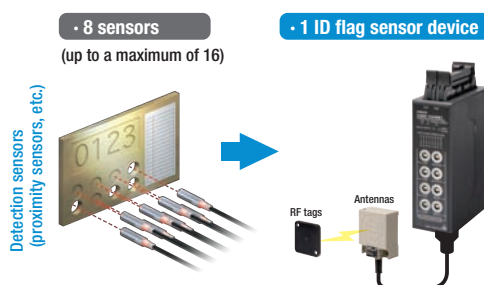 • 8 sensors
(up to a maximum of 16)
Detection sensors
(proximity sensors, etc.)
0123
• 1 ID flag sensor device
RF tags
Antennas